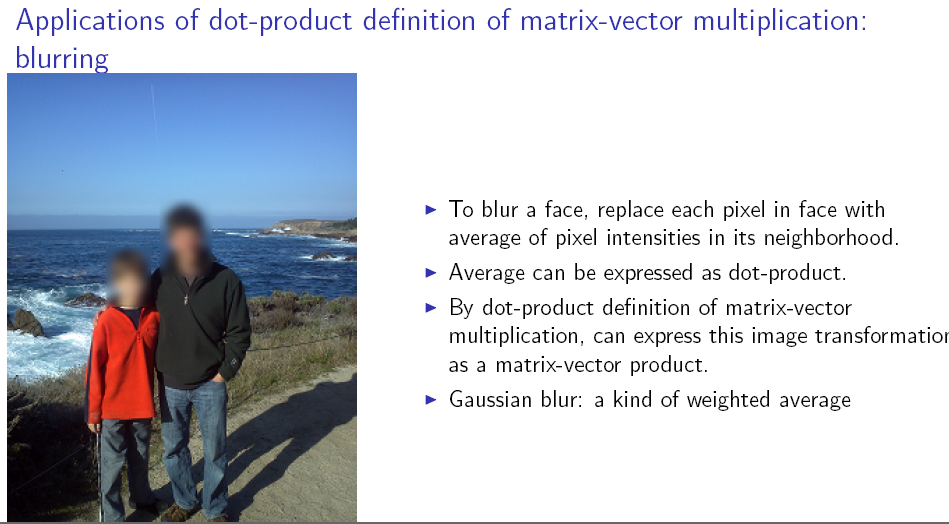 Applications of dot-product definition of matrix-vector multiplication:
blurring
▶ To blur a face, replace each pixel in face with
average of pixel intensities in its neighborhood.
▶ Average can be expressed as dot-product.
▶ By dot-product definition of matrix-vector
multiplication, can express this image transformation
as a matrix-vector product.
▶ Gaussian blur: a kind of weighted average